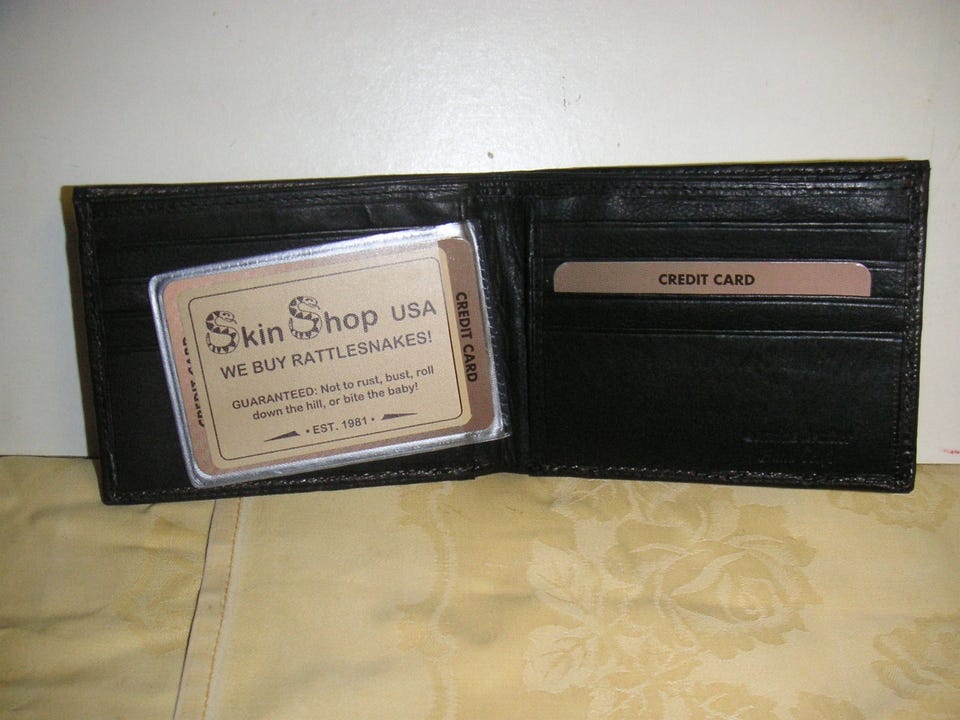 Skin Shop USA
WE BUY RATTLESNAKES!
GUARANTEED: Not to rust, bust, roll
down the hill, or bite the baby!
• EST. 1981 •
CREDIT CARD
CREDIT CARD
CREDIT CARD